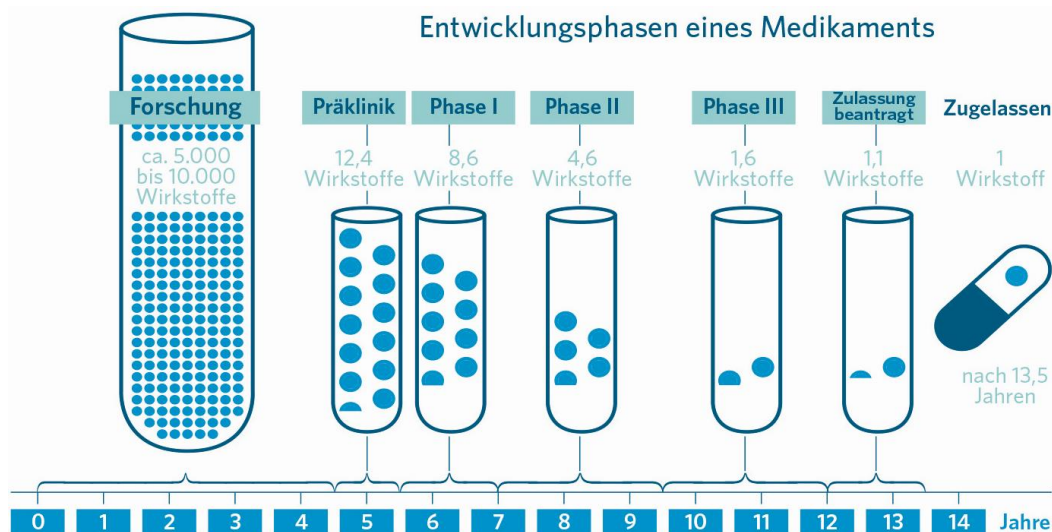 Entwicklungsphasen eines Medikaments
Forschung
ca. 5.000
bis 10.000
Wirkstoffe
Präklinik
12,4
Wirkstoffe
Phase I
8,6
Wirkstoffe
Phase II
4,6
Wirkstoffe
Phase III
1,6
Wirkstoffe
Zulassung
beantragt
1,1
Wirkstoffe
Zugelassen
1
Wirkstoff
nach 13,5
Jahren
0 1 2 3 4 5 6 7 8 9 10 11 12 13 14 Jahre